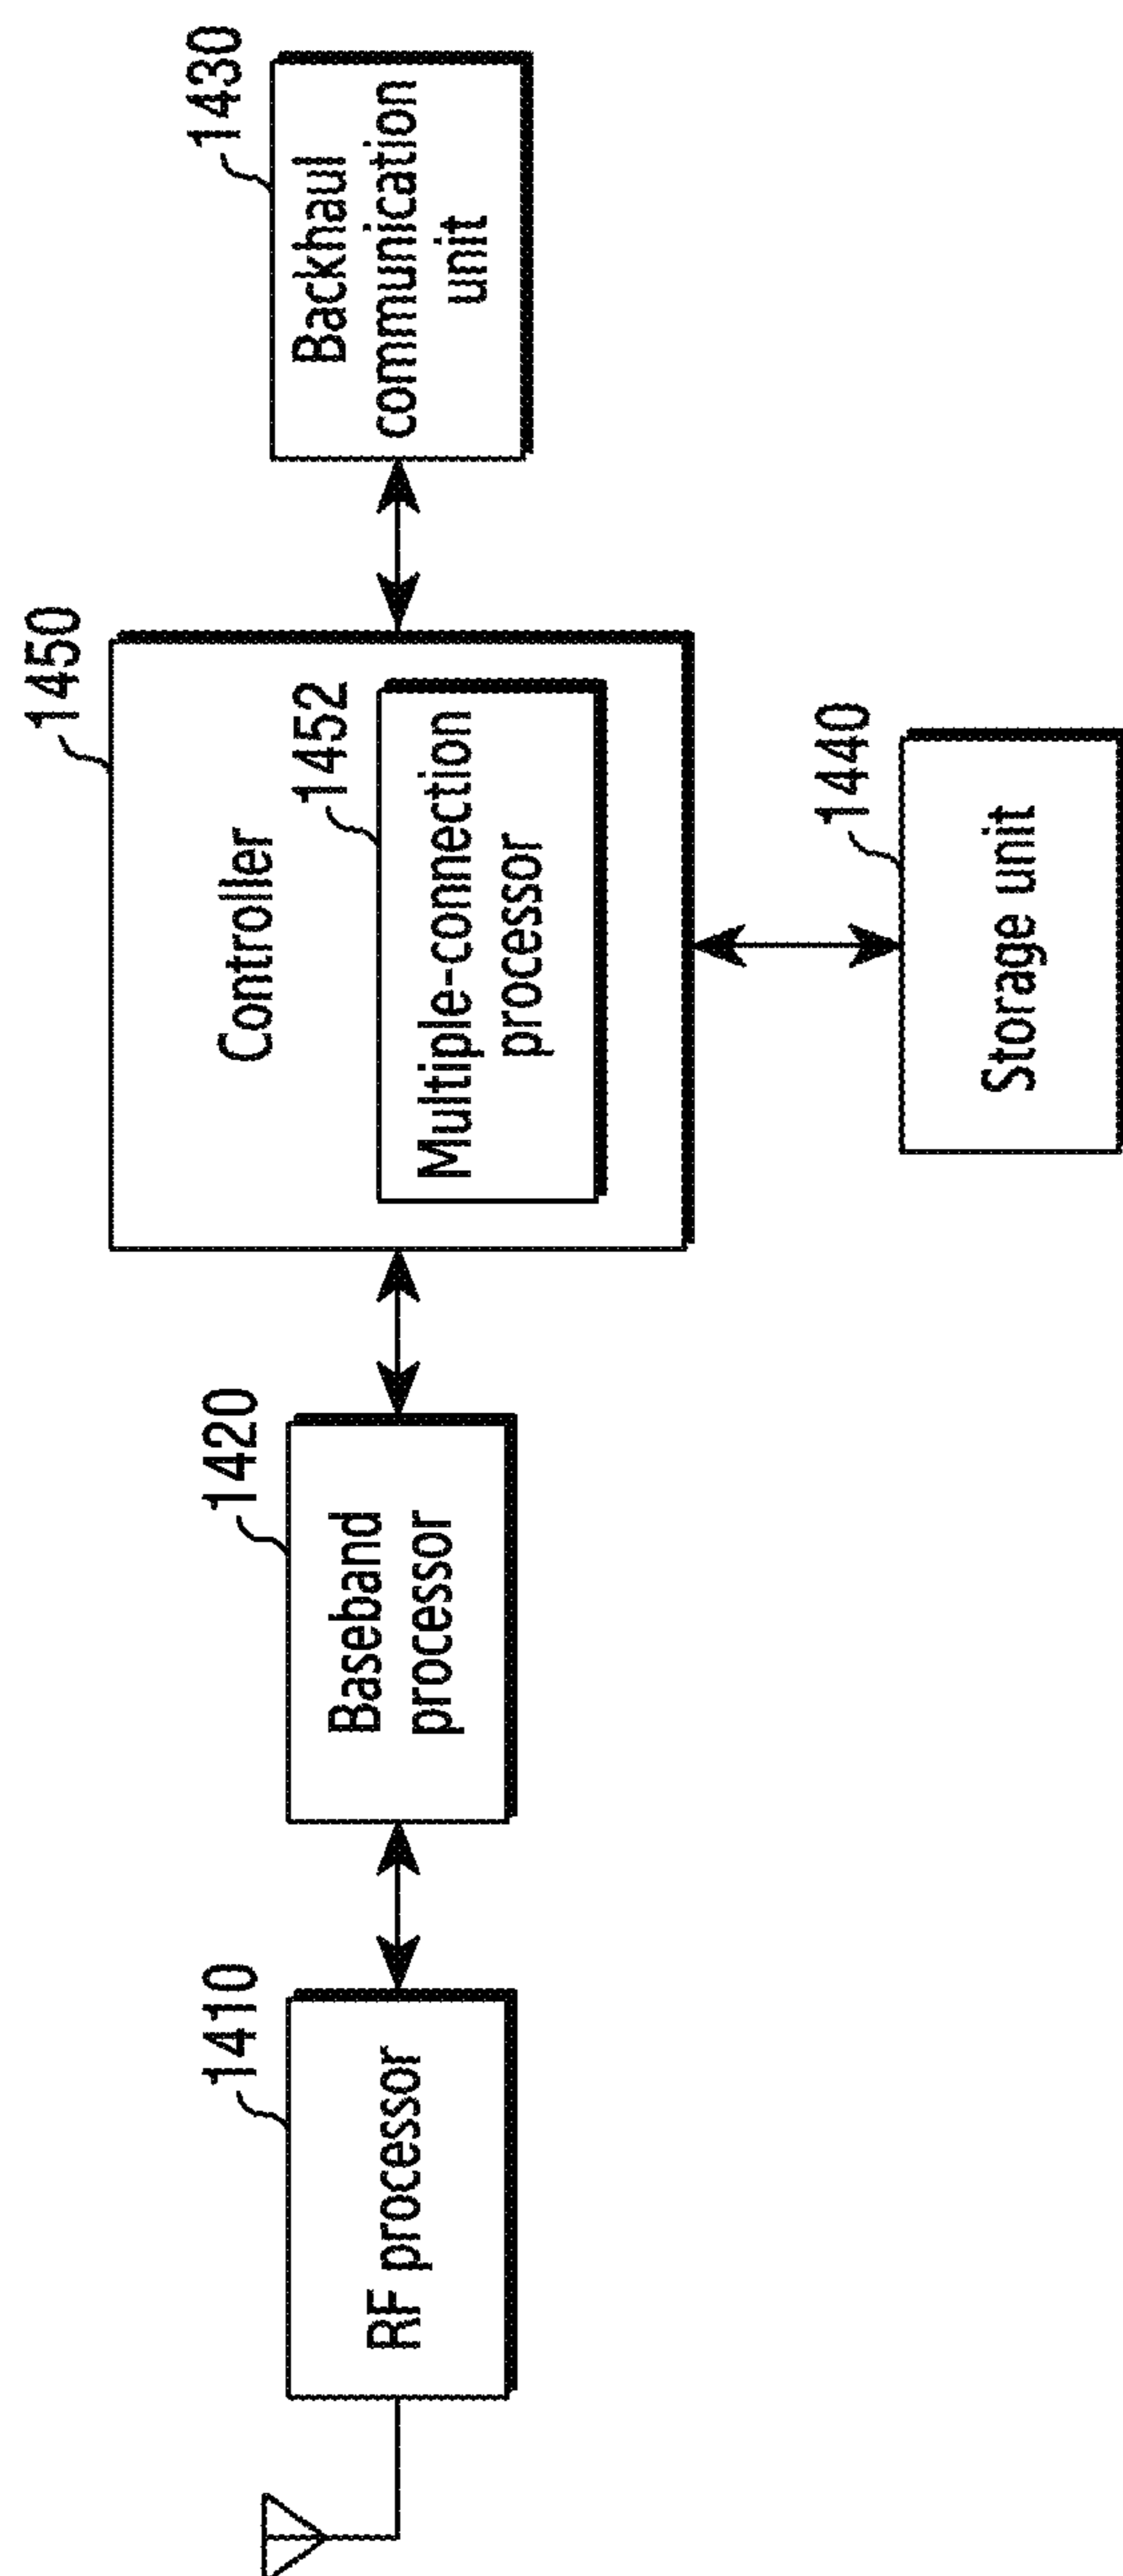 1410
RF processor
1420
Baseband
processor
1450
Controller
1452
Multiple-connection
processor
1430
Backhaul
communication
unit
1440
Storage unit